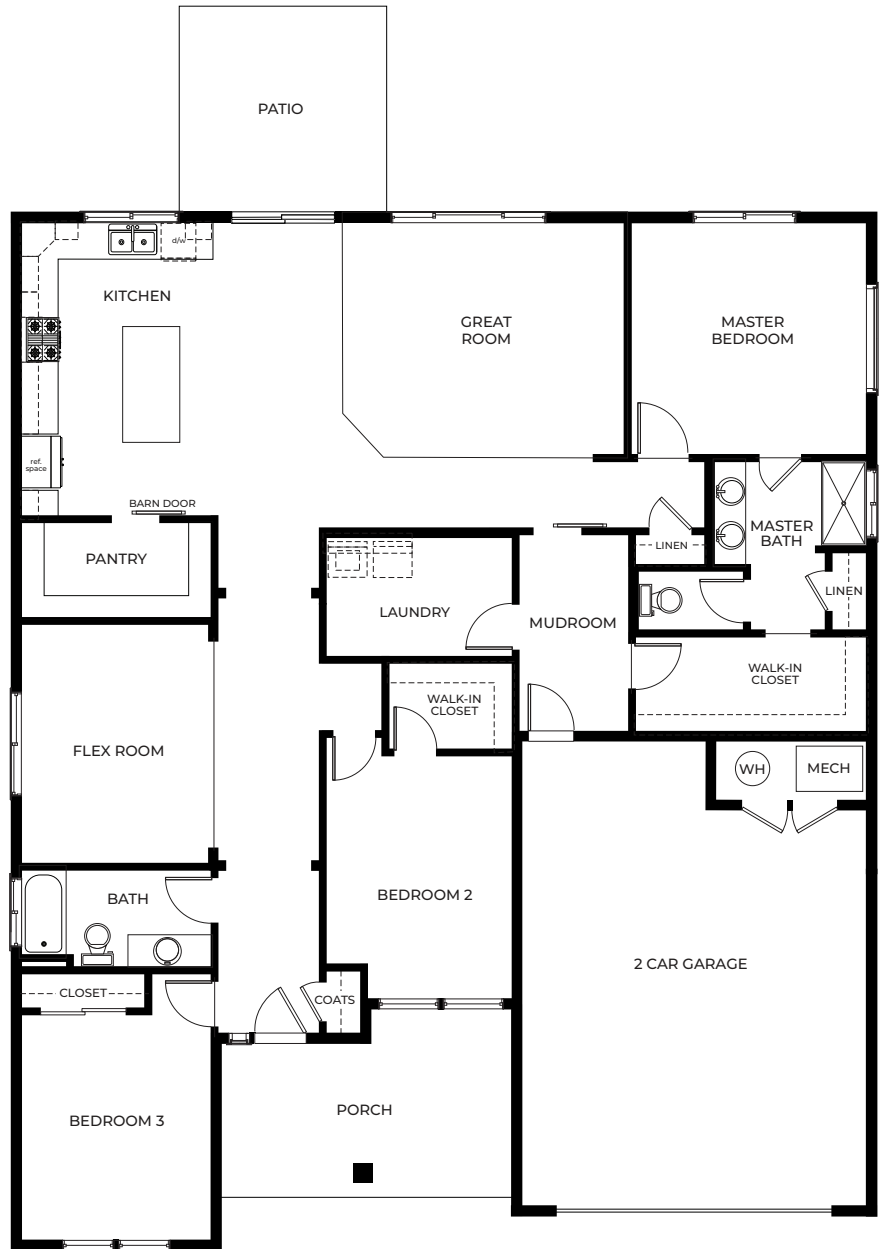 PATIO
d/w
KITCHEN
GREAT
ROOM
MASTER
BEDROOM
ref.
space
BARN DOOR
PANTRY
LINEN
MASTER
BATH
LINEN
LAUNDRY
MUDROOM
WALK-IN
CLOSET
WALK-IN
CLOSET
FLEX ROOM
WH
MECH
BATH
BEDROOM 2
2 CAR GARAGE
CLOSET
COATS
BEDROOM 3
PORCH